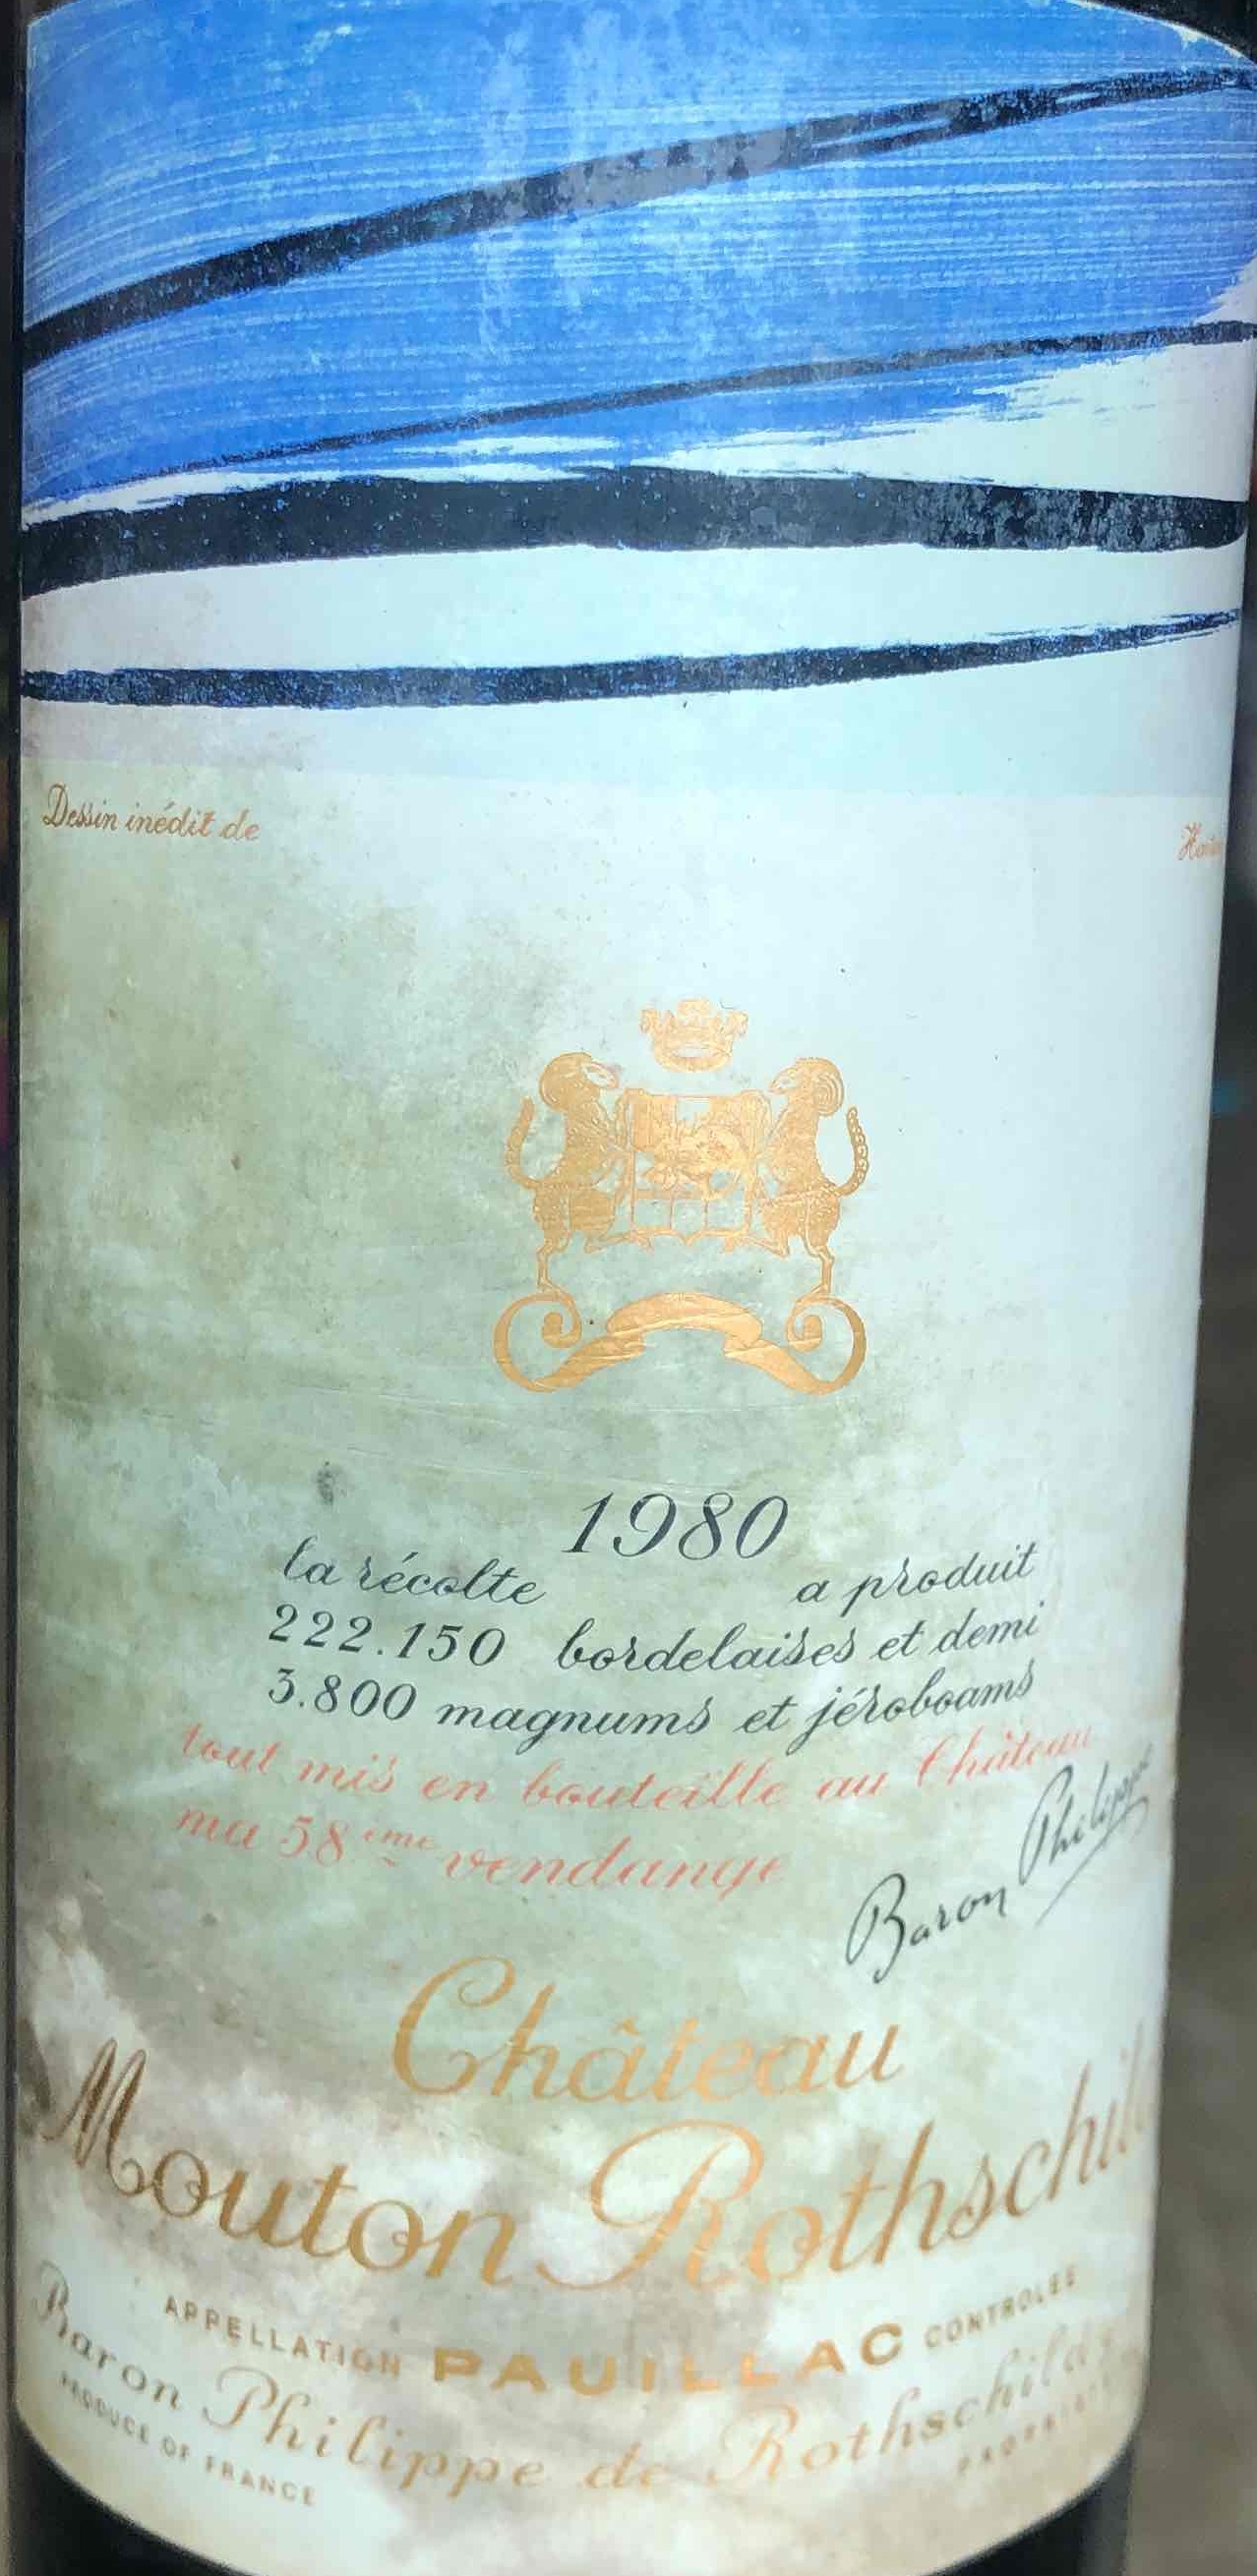 Dessin inédit de
1980
la récolte a produit
222.150 bordelaises et demi
3.800 magnums et jéroboams
tout mis en bouteille au Château
ma 58ème vendange
Baron Philippe
Château
Mouton Rothschil
APPELLATION PAUILLAC CONTROLÉE
Baron Philippe de Rothschild
PRODUCE OF FRANCE